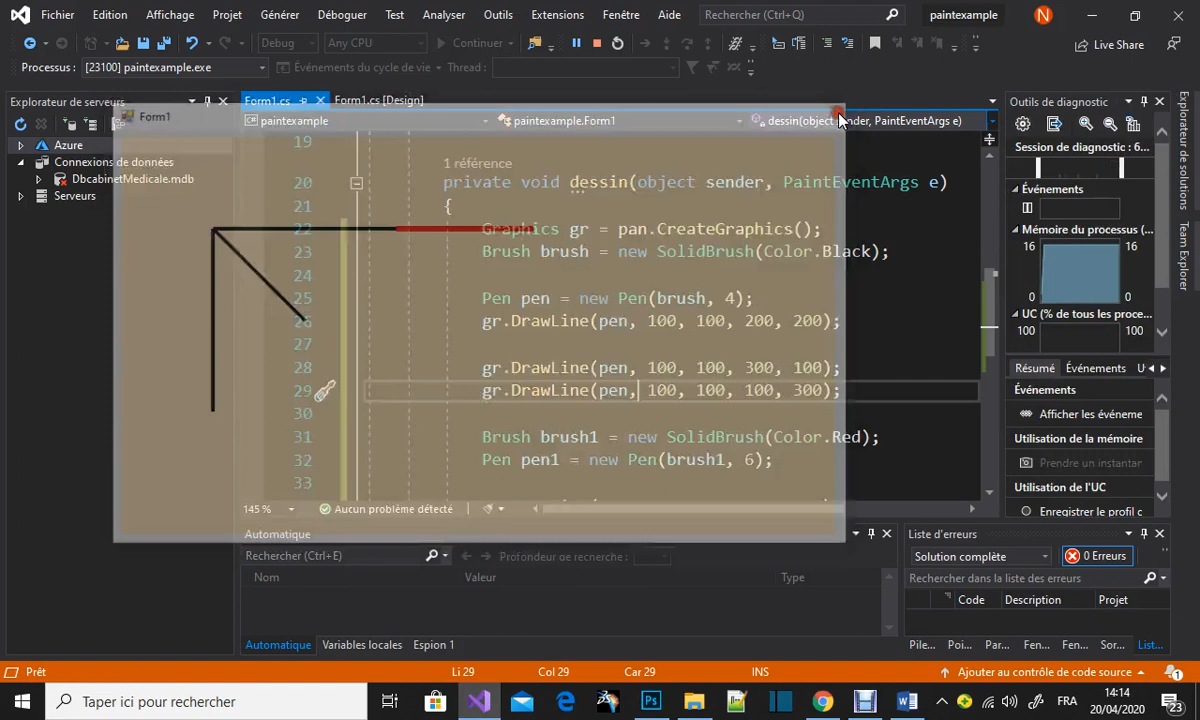 Fichier Edition Affichage Projet Générer Déboguer Test Analyser Outils Extensions Fenêtre Aide Rechercher (Ctrl+Q) paintexample N
Debug Any CPU Continuer Live Share
Processus : [23100] paintexample.exe Événements du cycle de vie Thread :
Explorateur de serveurs
Form1.cs Form1.cs [Design]
Outils de diagnostic
Form1
paintexample paintexample.Form1 dessin(object sender, PaintEventArgs e)
Azure
Connexions de données
DbcabinetMedicale.mdb
Serveurs
19
1 référence
20 private void dessin(object sender, PaintEventArgs e)
21 {
22 Graphics gr = pan.CreateGraphics();
23 Brush brush = new SolidBrush(Color.Black);
24
25 Pen pen = new Pen(brush, 4);
26 gr.DrawLine(pen, 100, 100, 200, 200);
27
28 gr.DrawLine(pen, 100, 100, 300, 100);
29 gr.DrawLine(pen, 100, 100, 100, 300);
30
31 Brush brush1 = new SolidBrush(Color.Red);
32 Pen pen1 = new Pen(brush1, 6);
33
145 % Aucun problème détecté
Session de diagnostic : 6...
Événements
Mémoire du processus (
16 16
0 0
UC (% de tous les proce...
100 100
Résumé Événements U
Événements
Afficher les événeme
Utilisation de la mémoire
Prendre un instantar
Utilisation de l'UC
Enregistrer le profil c
Explorateur de solutions
Team Explorer
Automatique
Rechercher (Ctrl+E) Profondeur de recherche :
Nom Valeur Type
Automatique Variables locales Espion 1
Liste d'erreurs
Solution complète 0 Erreurs
Rechercher dans la liste des erreurs
Code Description Projet
Pile... Poi... Par... Fen... Fen... Sor... List...
Prêt Li 29 Col 29 Car 29 INS Ajouter au contrôle de code source 1
Taper ici pour rechercher FRA 14:14
20/04/2020 23